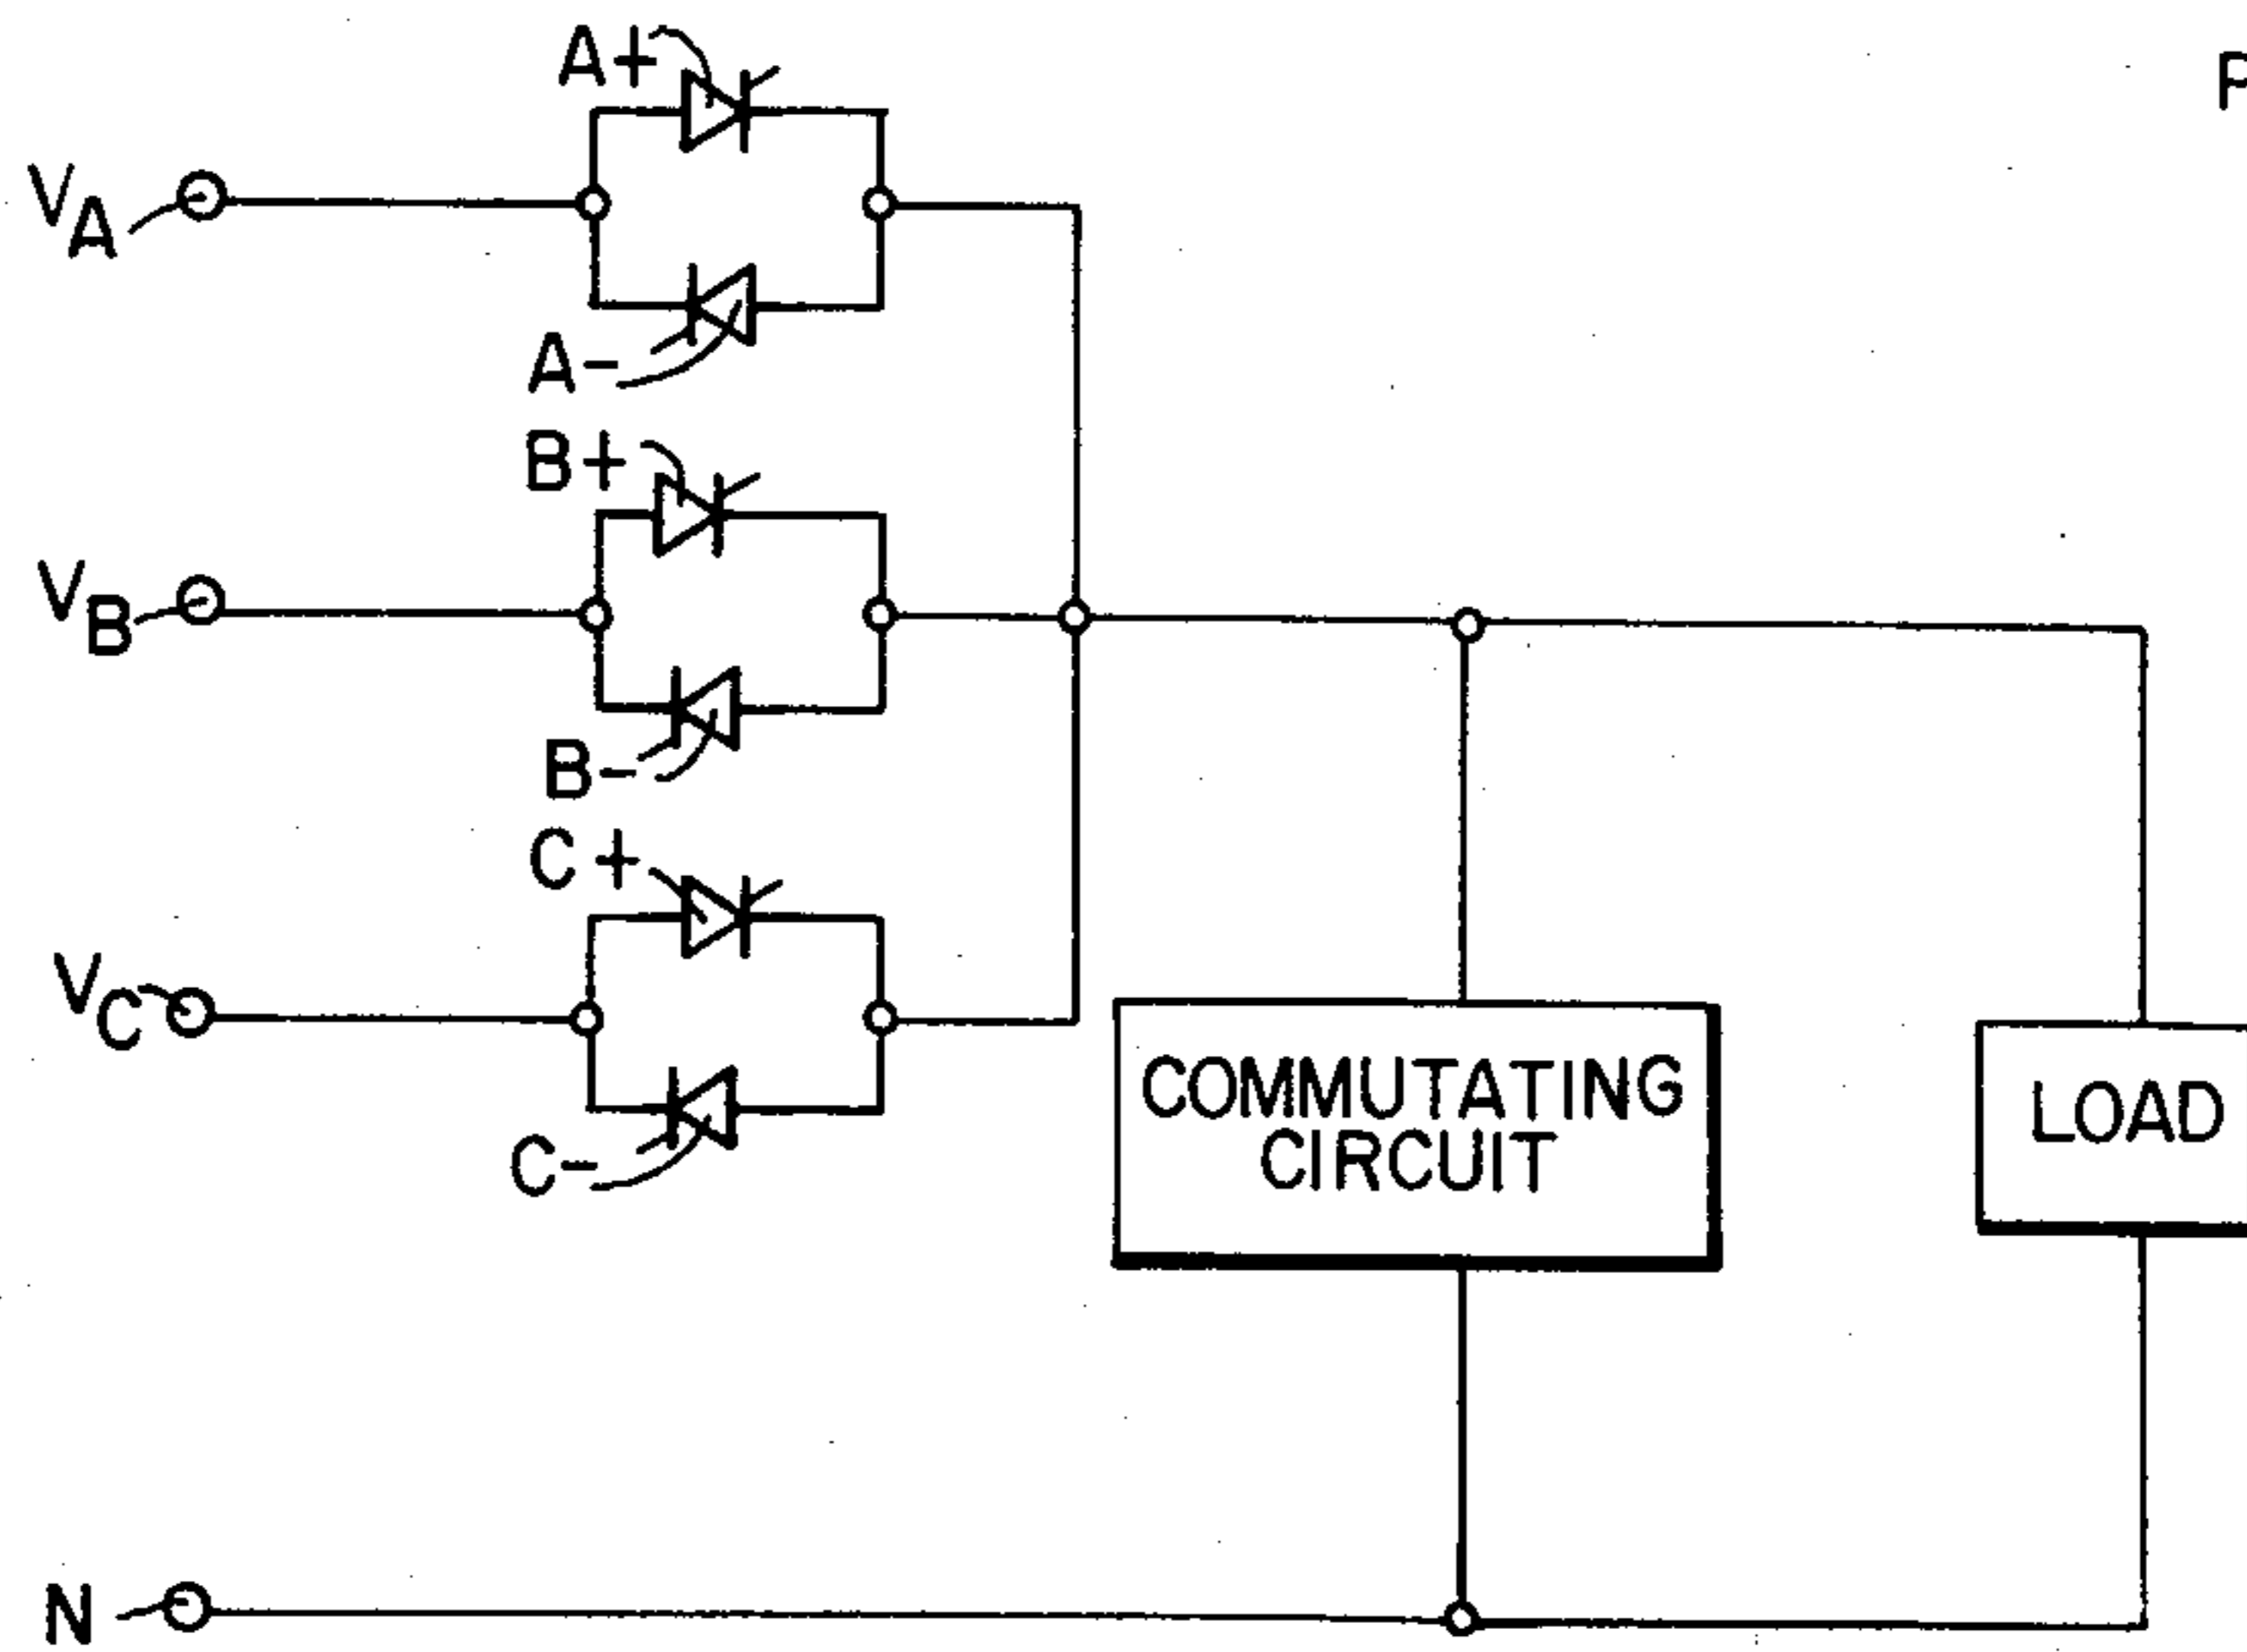 A+
P
VA
A-
B+
VB
B-
C+
VC
COMMUTATING
CIRCUIT
LOAD
C-
N